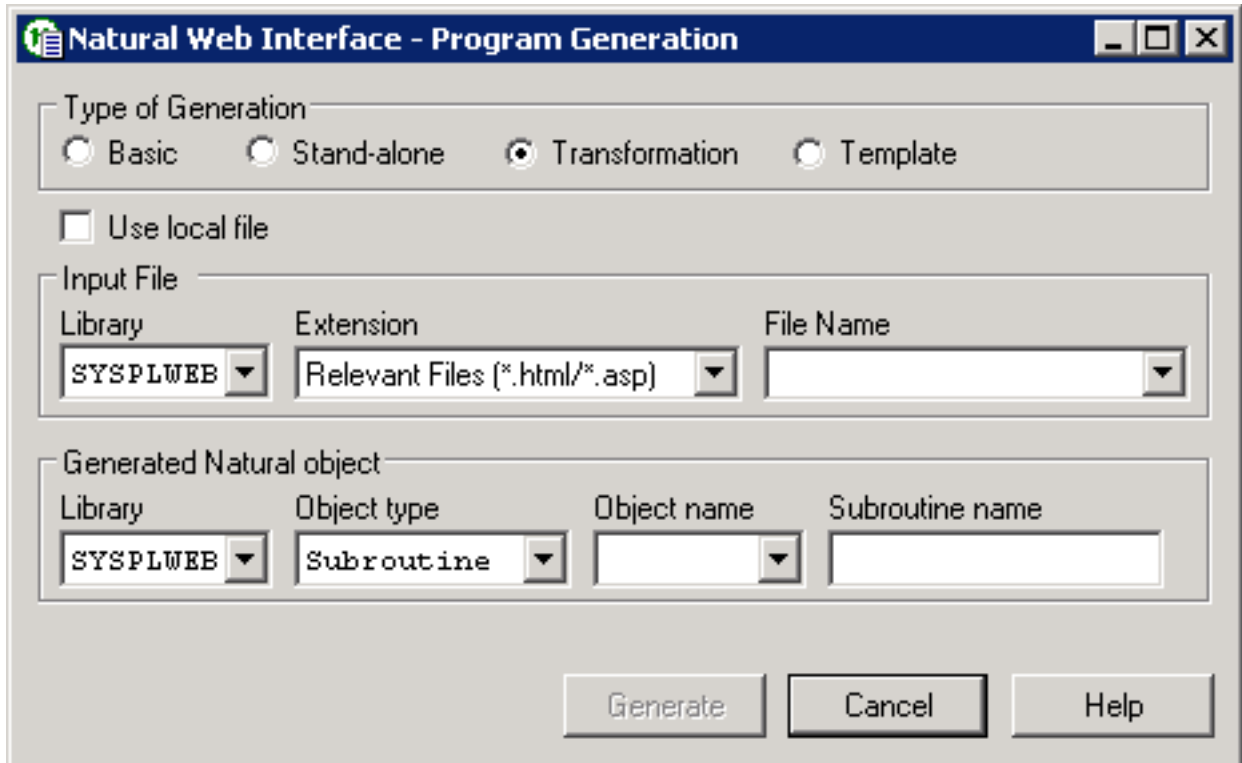 Natural Web Interface - Program Generation
Type of Generation
Basic Stand-alone Transformation Template
Use local file
Input File
Library Extension File Name
SYSPLWEB Relevant Files (*.html/*.asp)
Generated Natural object
Library Object type Object name Subroutine name
SYSPLWEB Subroutine
Generate Cancel Help